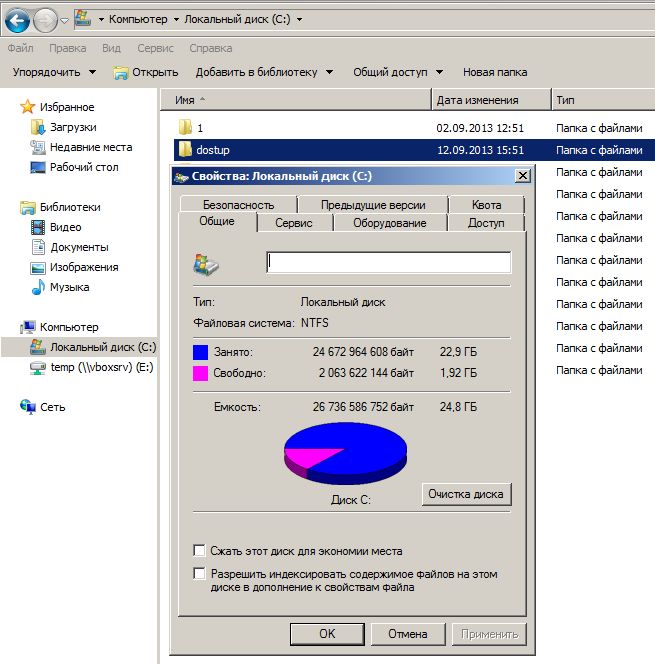 Компьютер Локальный диск (C:)
Файл Правка Вид Сервис Справка
Упорядочить Открыть Добавить в библиотеку Общий доступ Новая папка
Избранное
Загрузки
Недавние места
Рабочий стол
Библиотеки
Видео
Документы
Изображения
Музыка
Компьютер
Локальный диск (C:)
temp (\\vboxsrv) (E:)
Сеть
Имя Дата изменения Тип
1 02.09.2013 12:51 Папка с файлами
dostup 12.09.2013 15:51 Папка с файлами
Папка с файлами
Папка с файлами
Папка с файлами
Папка с файлами
Папка с файлами
Папка с файлами
Папка с файлами
Папка с файлами
Папка с файлами
Папка с файлами
Свойства: Локальный диск (C:)
Безопасность Предыдущие версии Квота
Общие Сервис Оборудование Доступ
Тип: Локальный диск
Файловая система: NTFS
Занято: 24 672 964 608 байт 22,9 ГБ
Свободно: 2 063 622 144 байт 1,92 ГБ
Емкость: 26 736 586 752 байт 24,8 ГБ
Диск C:
Очистка диска
Сжать этот диск для экономии места
Разрешить индексировать содержимое файлов на этом
диске в дополнение к свойствам файла
OK Отмена Применить